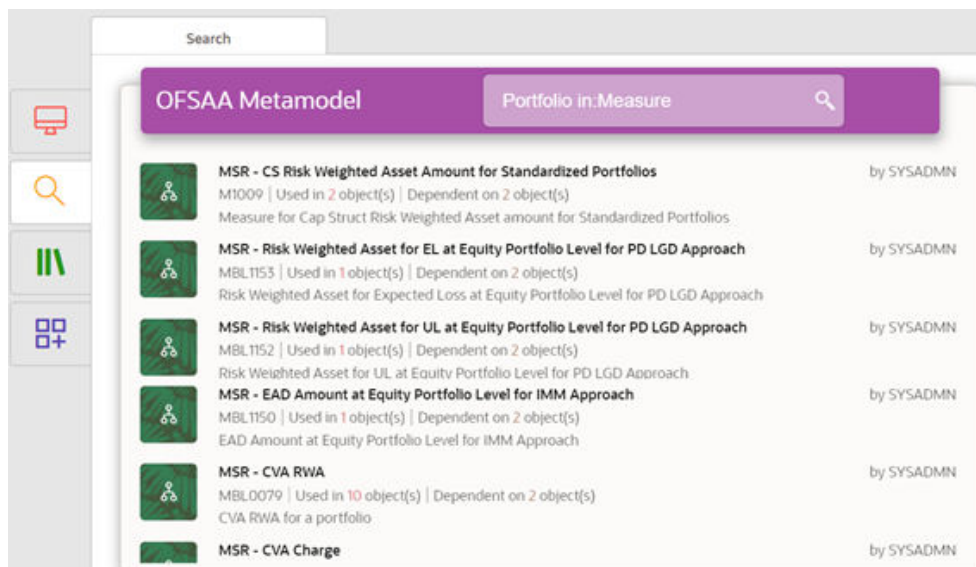 Search
OFSAA Metamodel
Portfolio in:Measure
MSR - CS Risk Weighted Asset Amount for Standardized Portfolios
by SYSADMN
M1009 | Used in 2 object(s) | Dependent on 2 object(s)
Measure for Cap Struct Risk Weighted Asset amount for Standardized Portfolios
MSR - Risk Weighted Asset for EL at Equity Portfolio Level for PD LGD Approach
by SYSADMN
MBL1153 | Used in 1 object(s) | Dependent on 2 object(s)
Risk Weighted Asset for Expected Loss at Equity Portfolio Level for PD LGD Approach
MSR - Risk Weighted Asset for UL at Equity Portfolio Level for PD LGD Approach
by SYSADMN
MBL1152 | Used in 1 object(s) | Dependent on 2 object(s)
Risk Weighted Asset for UL at Equity Portfolio Level for PD LGD Approach
MSR - EAD Amount at Equity Portfolio Level for IMM Approach
by SYSADMN
MBL1150 | Used in 1 object(s) | Dependent on 2 object(s)
EAD Amount at Equity Portfolio Level for IMM Approach
MSR - CVA RWA
by SYSADMN
MBL0079 | Used in 10 object(s) | Dependent on 2 object(s)
CVA RWA for a portfolio
MSR - CVA Charge
by SYSADMN